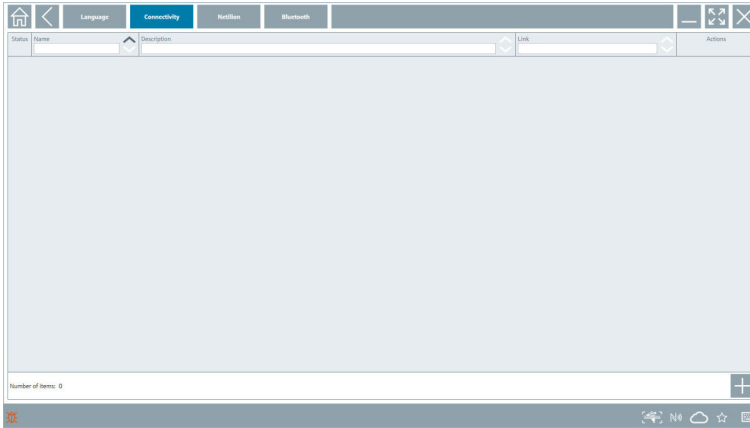 Language Connectivity Netilion Bluetooth
Status Name Description Link Actions
Number of items: 0